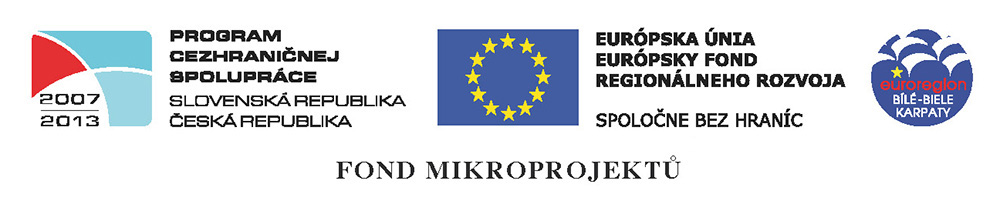 2007
2013
PROGRAM
CEZHRANIČNEJ
SPOLUPRÁCE
SLOVENSKÁ REPUBLIKA
ČESKÁ REPUBLIKA
EURÓPSKA ÚNIA
EURÓPSKY FOND
REGIONÁLNEHO ROZVOJA
SPOLOČNE BEZ HRANÍC
euroregion
BÍLÉ-BIELE
KARPATY
FOND MIKROPROJEKTŮ